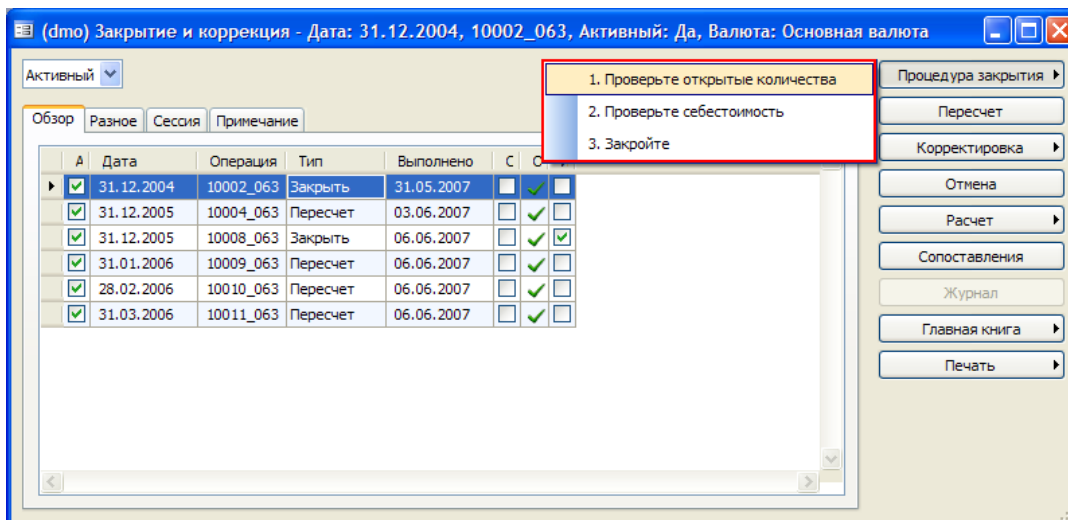 (dmo) Закрытие и коррекция - Дата: 31.12.2004, 10002_063, Активный: Да, Валюта: Основная валюта
Активный
Обзор Разное Сессия Примечание
1. Проверьте открытые количества
2. Проверьте себестоимость
3. Закройте
Процедура закрытия
Пересчет
Корректировка
Отмена
Расчет
Сопоставления
Журнал
Главная книга
Печать
А Дата Операция Тип Выполнено С О
31.12.2004 10002_063 Закрыть 31.05.2007
31.12.2005 10004_063 Пересчет 03.06.2007
31.12.2005 10008_063 Закрыть 06.06.2007
31.01.2006 10009_063 Пересчет 06.06.2007
28.02.2006 10010_063 Пересчет 06.06.2007
31.03.2006 10011_063 Пересчет 06.06.2007